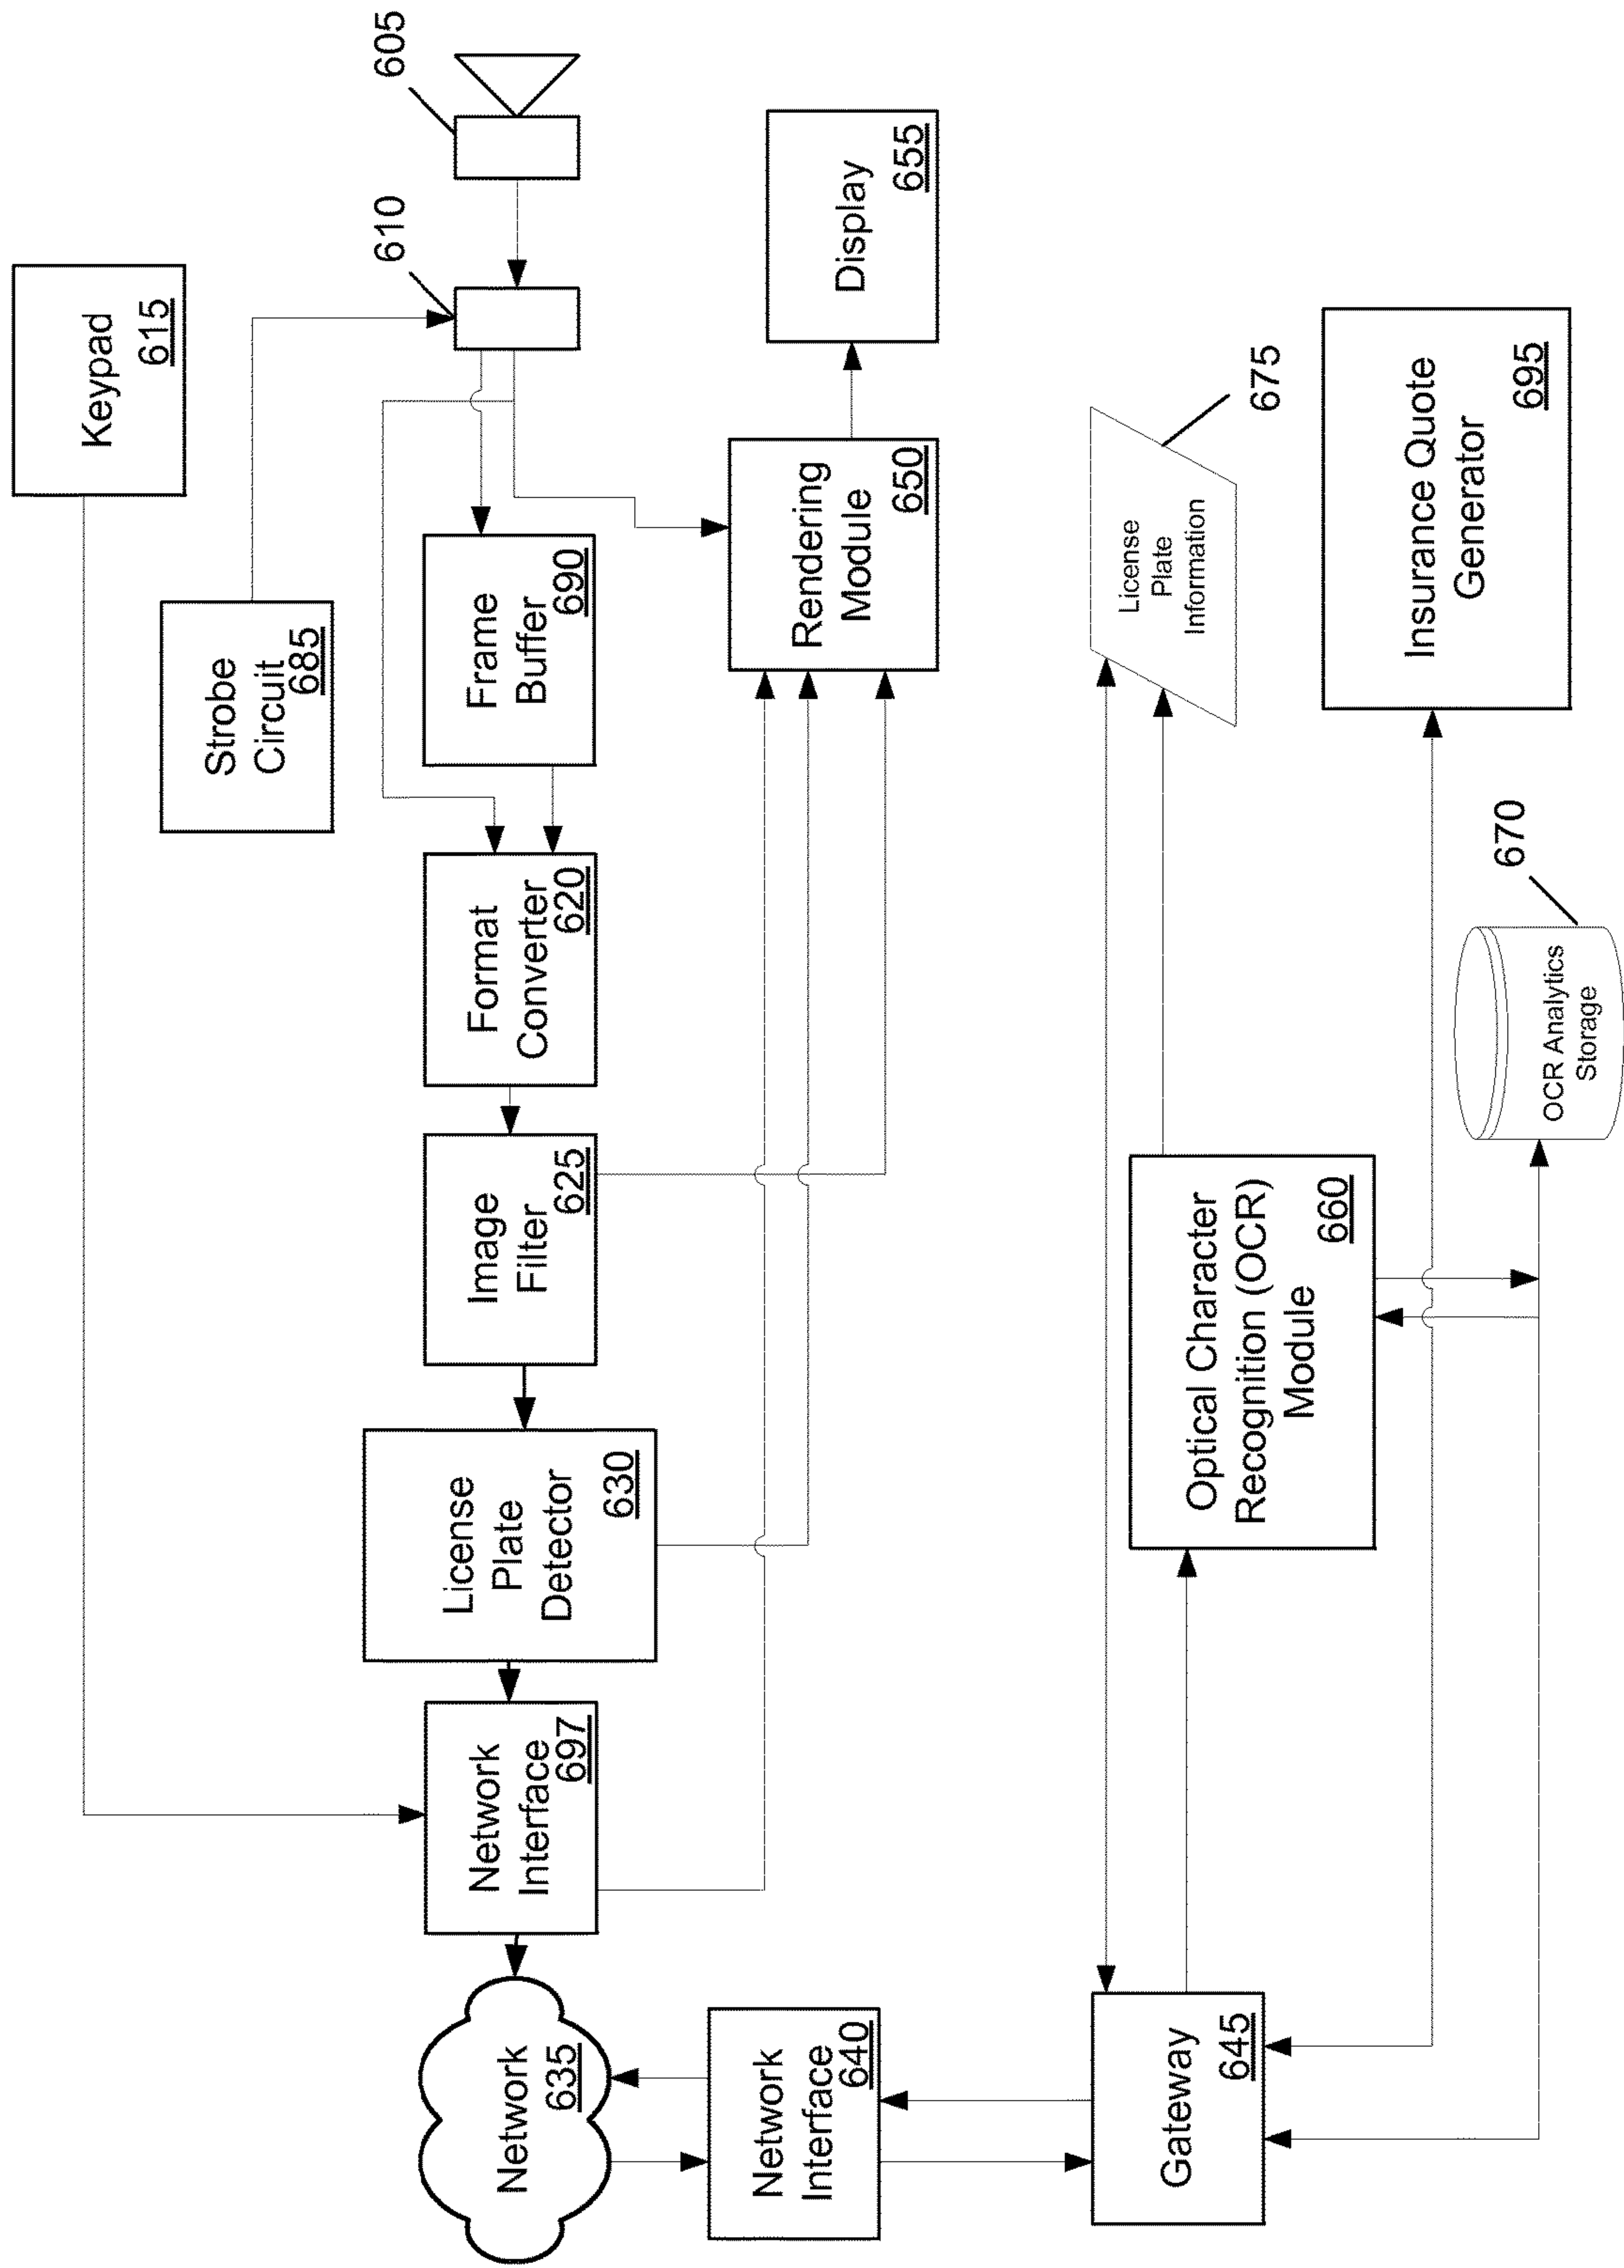 Keypad
615
Strobe
Circuit
685
605
610
Network
635
Network
Interface
697
License
Plate
Detector
630
Image
Filter
625
Format
Converter
620
Frame
Buffer
690
Network
Interface
640
Rendering
Module
650
Display
655
Gateway
645
Optical Character
Recognition (OCR)
Module
660
License
Plate
Information
675
Insurance Quote
Generator
695
OCR Analytics
Storage
670